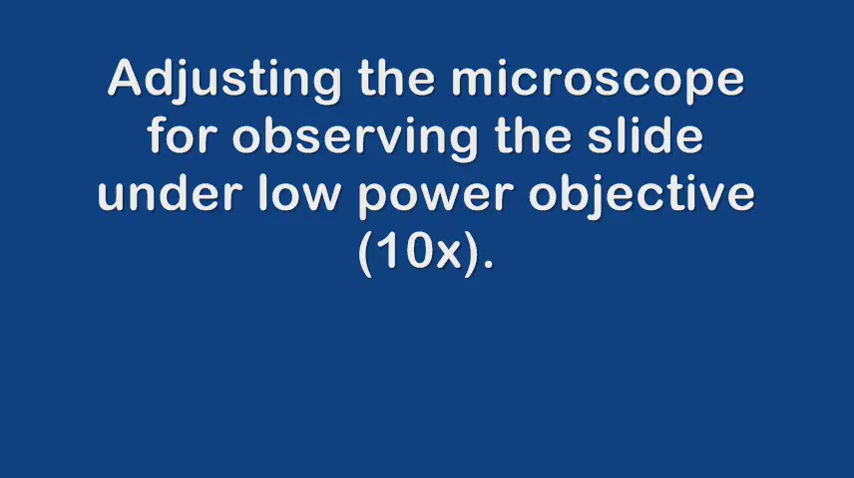 Adjusting the microscope
for observing the slide
under low power objective
(10x).